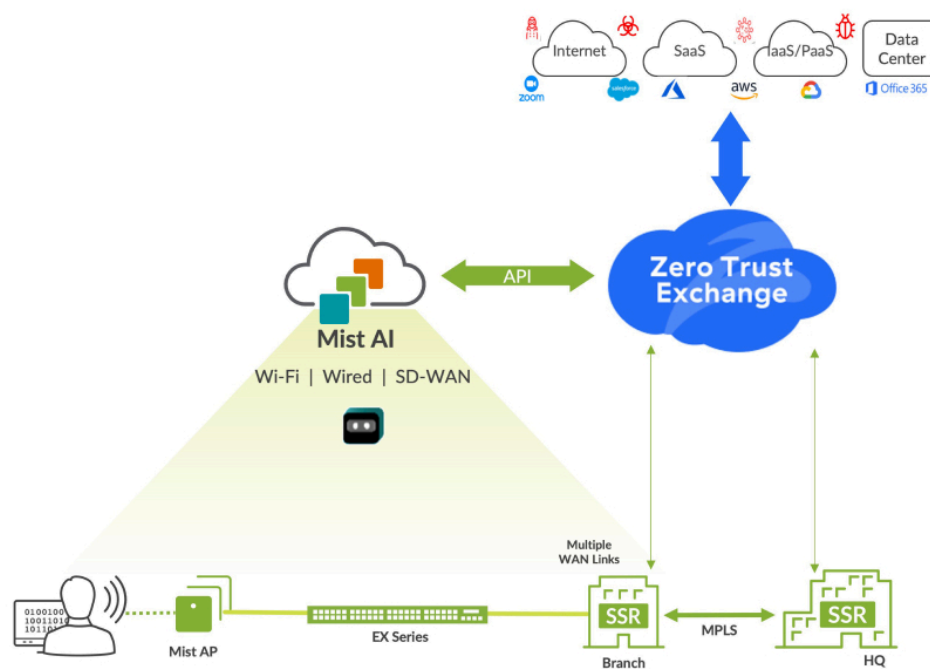 Internet
SaaS
IaaS/PaaS
Data
Center
zoom
salesforce
aws
Office 365
Zero Trust
Exchange
API
Mist AI
Wi-Fi | Wired | SD-WAN
Multiple
WAN Links
0100100
10011010
10110
Mist AP
EX Series
SSR
Branch
MPLS
SSR
HQ